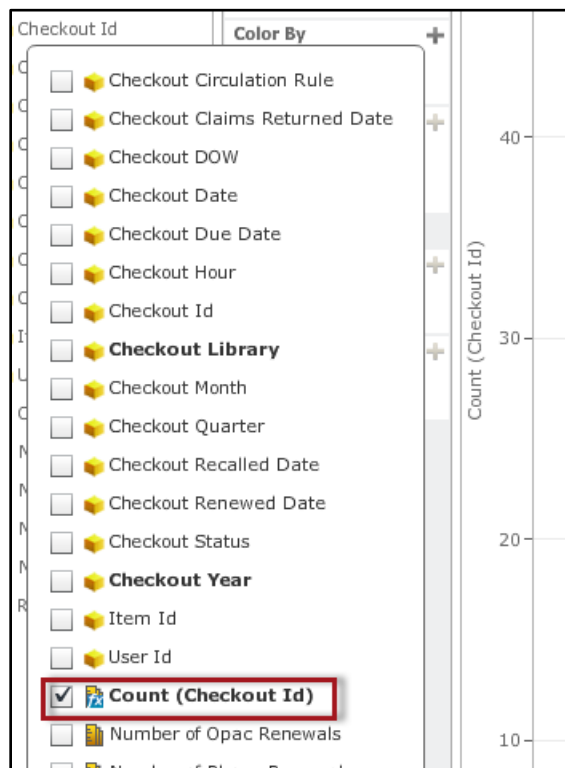 Checkout Id
Color By
Checkout Circulation Rule
Checkout Claims Returned Date
Checkout DOW
Checkout Date
Checkout Due Date
Checkout Hour
Checkout Id
Checkout Library
Checkout Month
Checkout Quarter
Checkout Recalled Date
Checkout Renewed Date
Checkout Status
Checkout Year
Item Id
User Id
Count (Checkout Id)
Number of Opac Renewals
Count (Checkout Id)
40
30
20
10